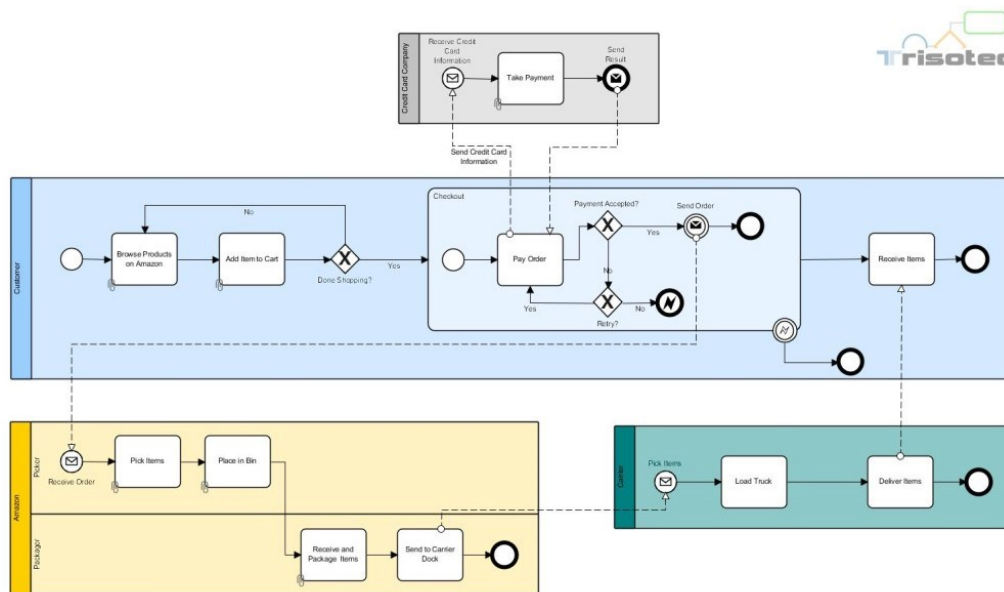 Trisotec
Credit Card Company
Receive Credit
Card
Information
Take Payment
Send
Result
Send Credit Card
Information
Customer
Browse Products
on Amazon
Add Item to Cart
No
Done Shopping?
Yes
Checkout
Pay Order
Payment Accepted?
Yes
Send Order
No
Yes
No
Retry?
Receive Items
Amazon
Picker
Receive Order
Pick Items
Place in Bin
Packager
Receive and
Package Items
Send to Carrier
Dock
Carrier
Pick Items
Load Truck
Deliver Items